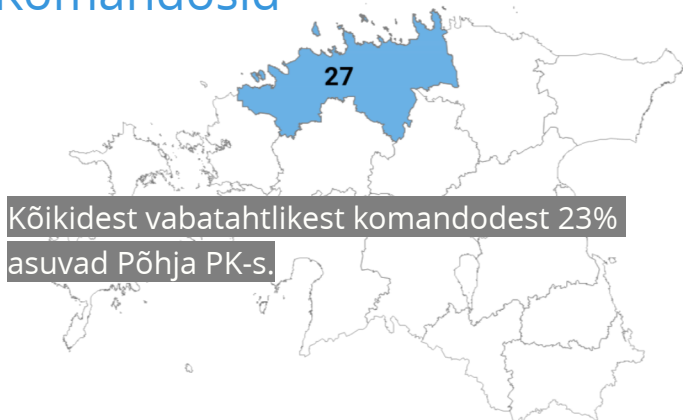 Komandosid
27
Kõikidest vabatahtlikest komandodest 23%
asuvad Põhja PK-s.